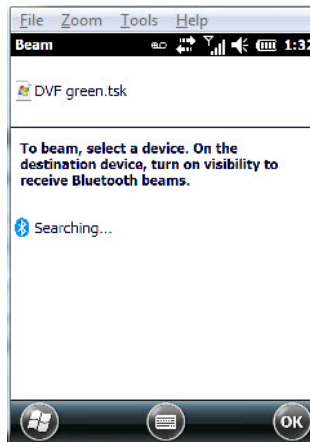 File Zoom Tools Help
Beam 1:32
DVF green.tsk
To beam, select a device. On the
destination device, turn on visibility to
receive Bluetooth beams.
Searching...
OK